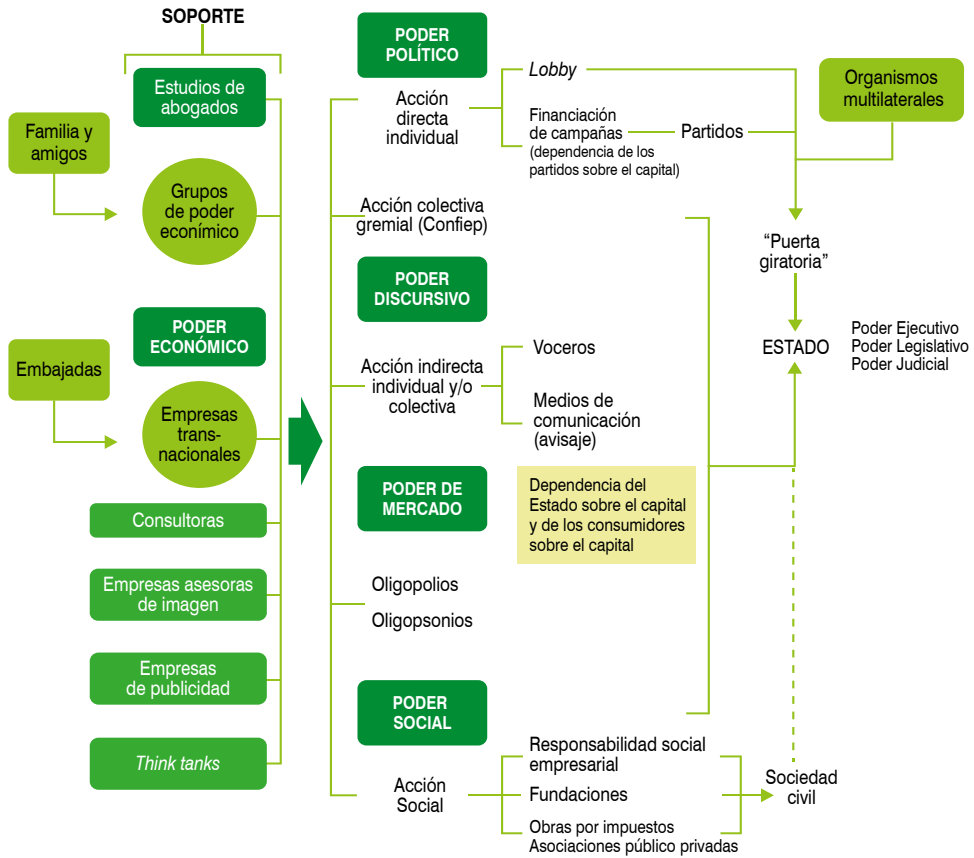 SOPORTE
Estudios de
abogados
Familia y
amigos
Grupos
de poder
econímico
PODER
ECONÓMICO
Embajadas
Empresas
trans-
nacionales
Consultoras
Empresas asesoras
de imagen
Empresas
de publicidad
Think tanks
PODER
POLÍTICO
Acción
directa
individual
Lobby
Financiación
de campañas
(dependencia de los
partidos sobre el capital)
Partidos
Organismos
multilaterales
Acción colectiva
gremial (Confiep)
“Puerta
giratoria”
PODER
DISCURSIVO
Acción indirecta
individual y/o
colectiva
Voceros
Medios de
comunicación
(avisaje)
ESTADO
Poder Ejecutivo
Poder Legislativo
Poder Judicial
PODER DE
MERCADO
Dependencia del
Estado sobre el capital
y de los consumidores
sobre el capital
Oligopolios
Oligopsonios
PODER
SOCIAL
Acción
Social
Responsabilidad social
empresarial
Fundaciones
Obras por impuestos
Asociaciones público privadas
Sociedad
civil